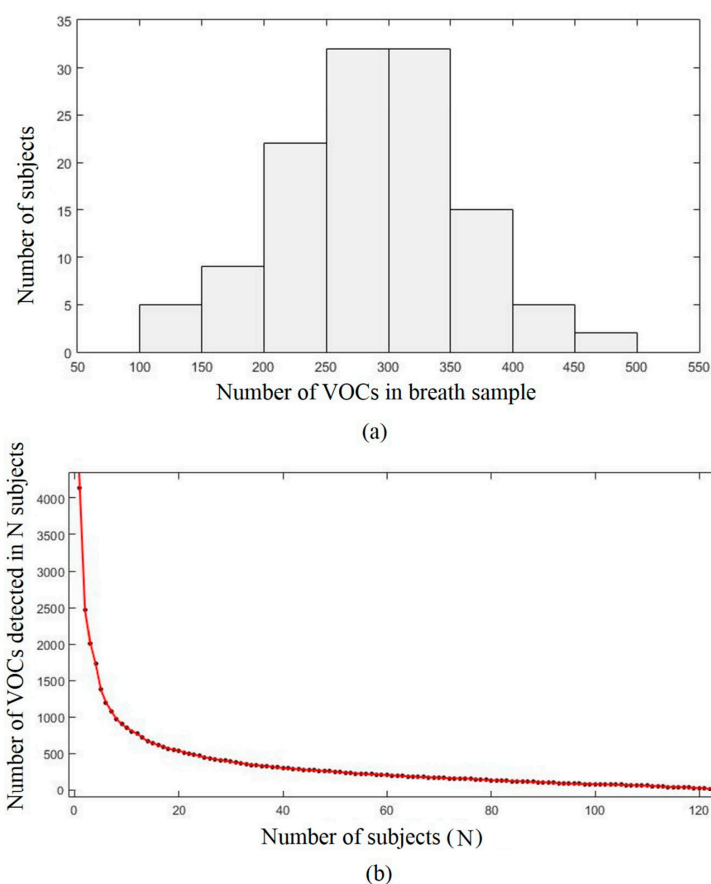 35
30
25
20
15
10
5
0
Number of subjects
50 100 150 200 250 300 350 400 450 500 550
Number of VOCs in breath sample
(a)
4000
3500
3000
2500
2000
1500
1000
500
0
Number of VOCs detected in N subjects
0 20 40 60 80 100 120
Number of subjects (N)
(b)